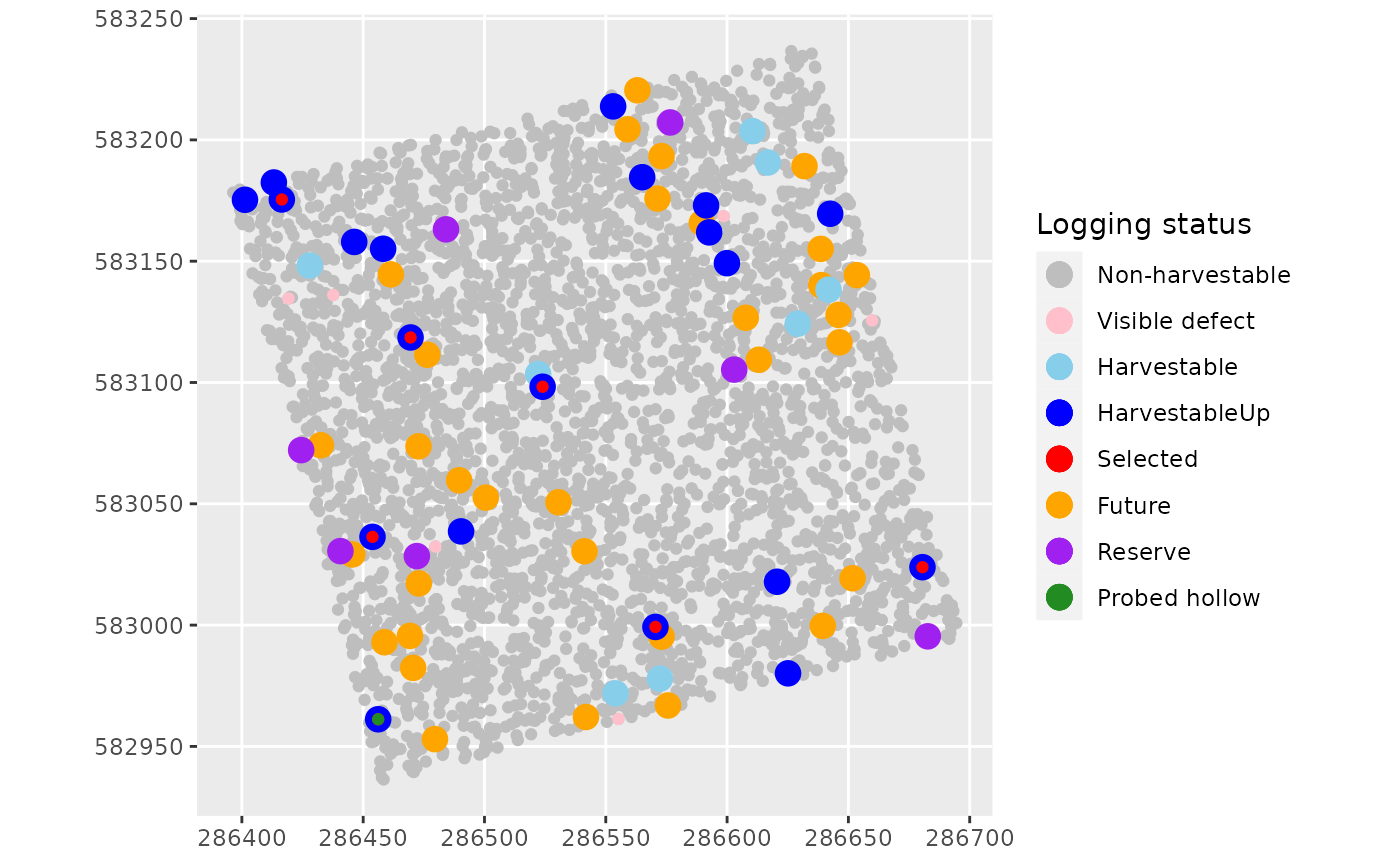 583250
583200
583150
583100
583050
583000
582950
286400 286450 286500 286550 286600 286650 286700
Logging status
Non-harvestable
Visible defect
Harvestable
HarvestableUp
Selected
Future
Reserve
Probed hollow